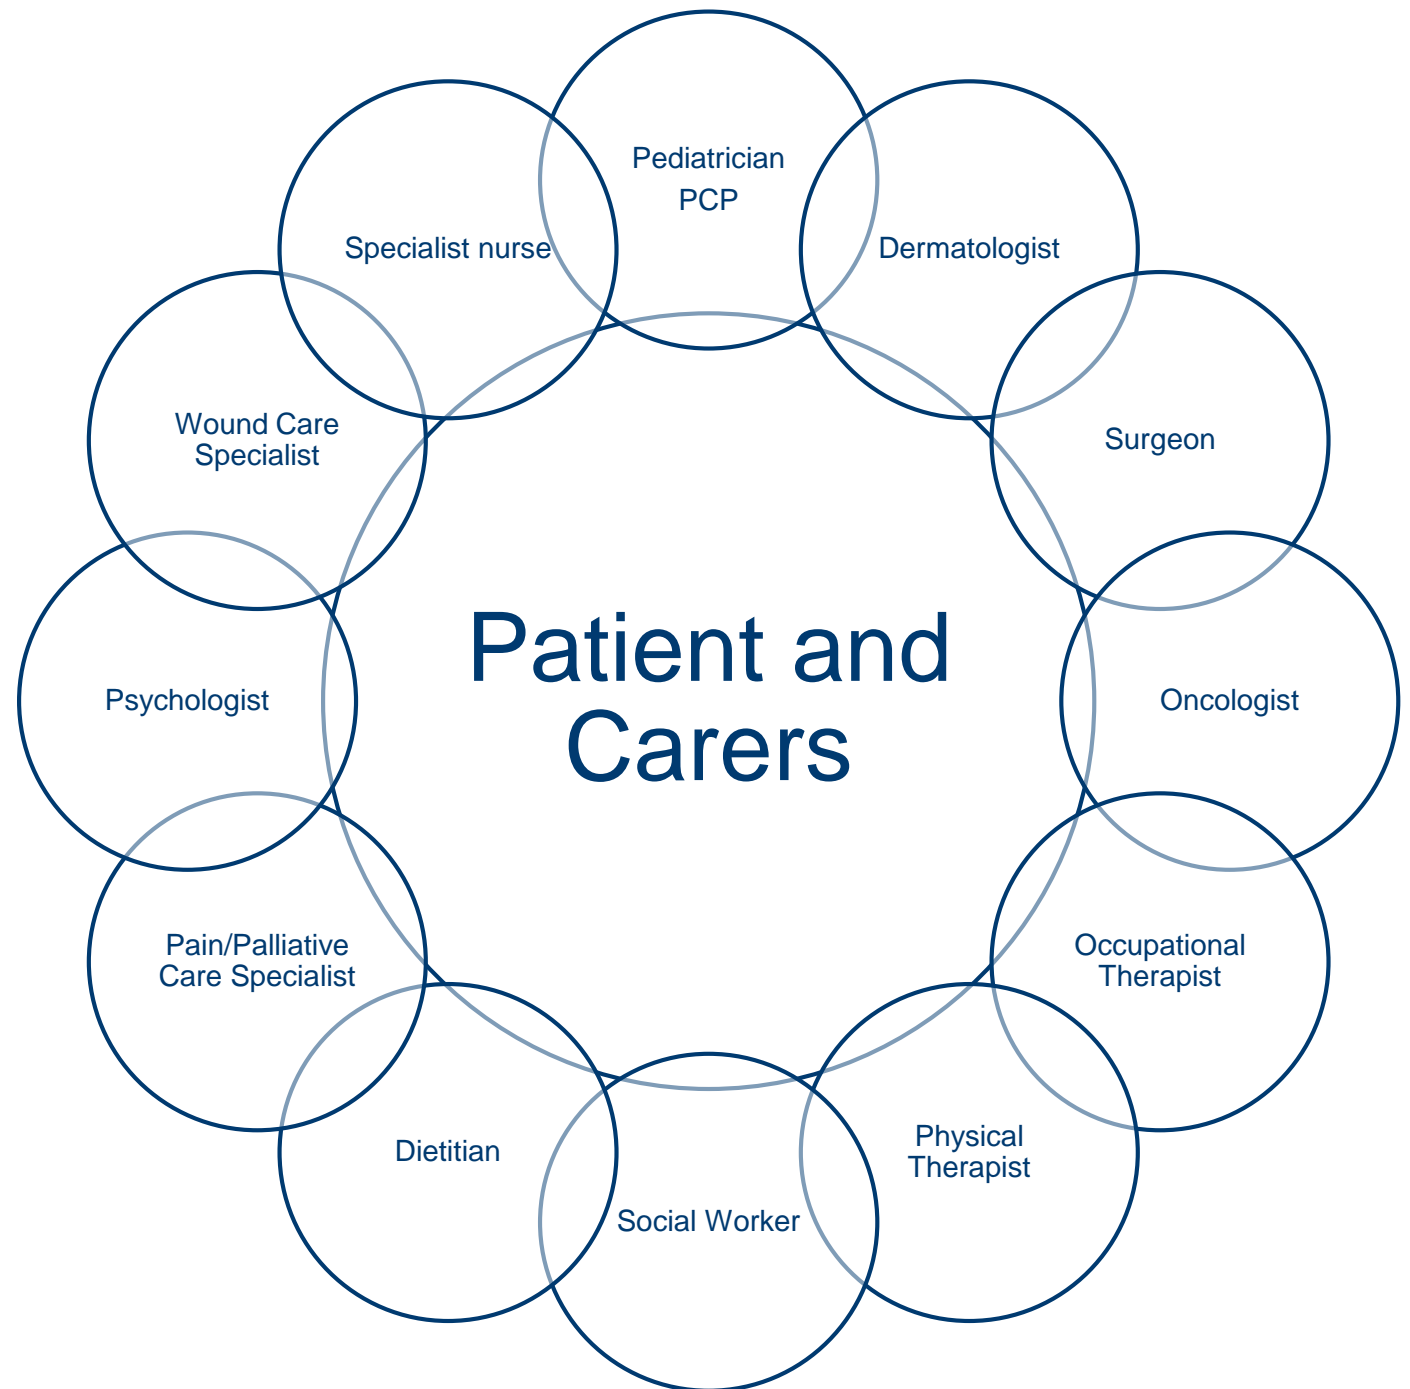 Pediatrician
PCP
Dermatologist
Surgeon
Oncologist
Occupational
Therapist
Physical
Therapist
Social Worker
Dietitian
Pain/Palliative
Care Specialist
Psychologist
Wound Care
Specialist
Specialist nurse
Patient and
Carers